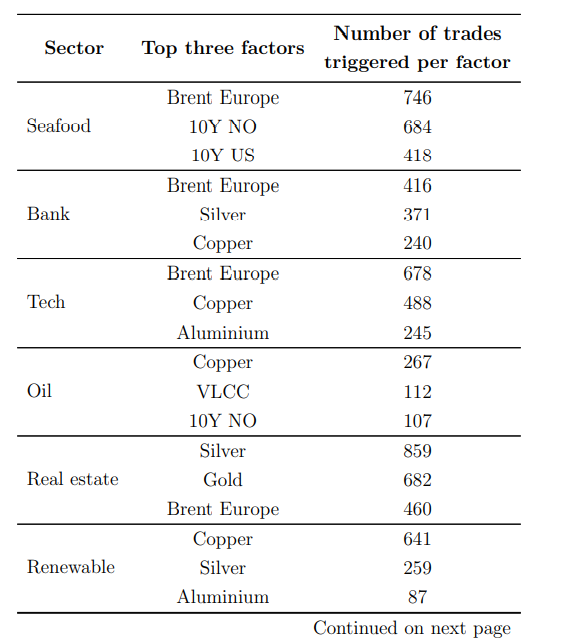 Sector Top three factors Number of trades triggered per factor
Seafood Brent Europe 746
10Y NO 684
10Y US 418
Bank Brent Europe 416
Silver 371
Copper 240
Tech Brent Europe 678
Copper 488
Aluminium 245
Oil Copper 267
VLCC 112
10Y NO 107
Real estate Silver 859
Gold 682
Brent Europe 460
Renewable Copper 641
Silver 259
Aluminium 87
Continued on next page